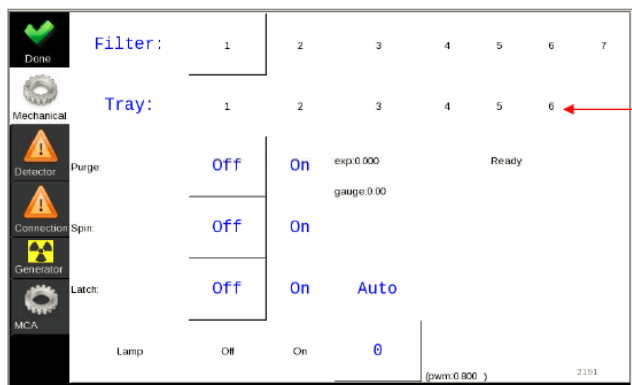 Done
Filter: 1 2 3 4 5 6 7
Mechanical
Tray: 1 2 3 4 5 6
Detector
Purge: Off On exp:0.000 Ready
gauge:0.00
Connection
Spin: Off On
Generator
Latch: Off On Auto
MCA
Lamp Off On 0
(pwm:0.800 ) 2191